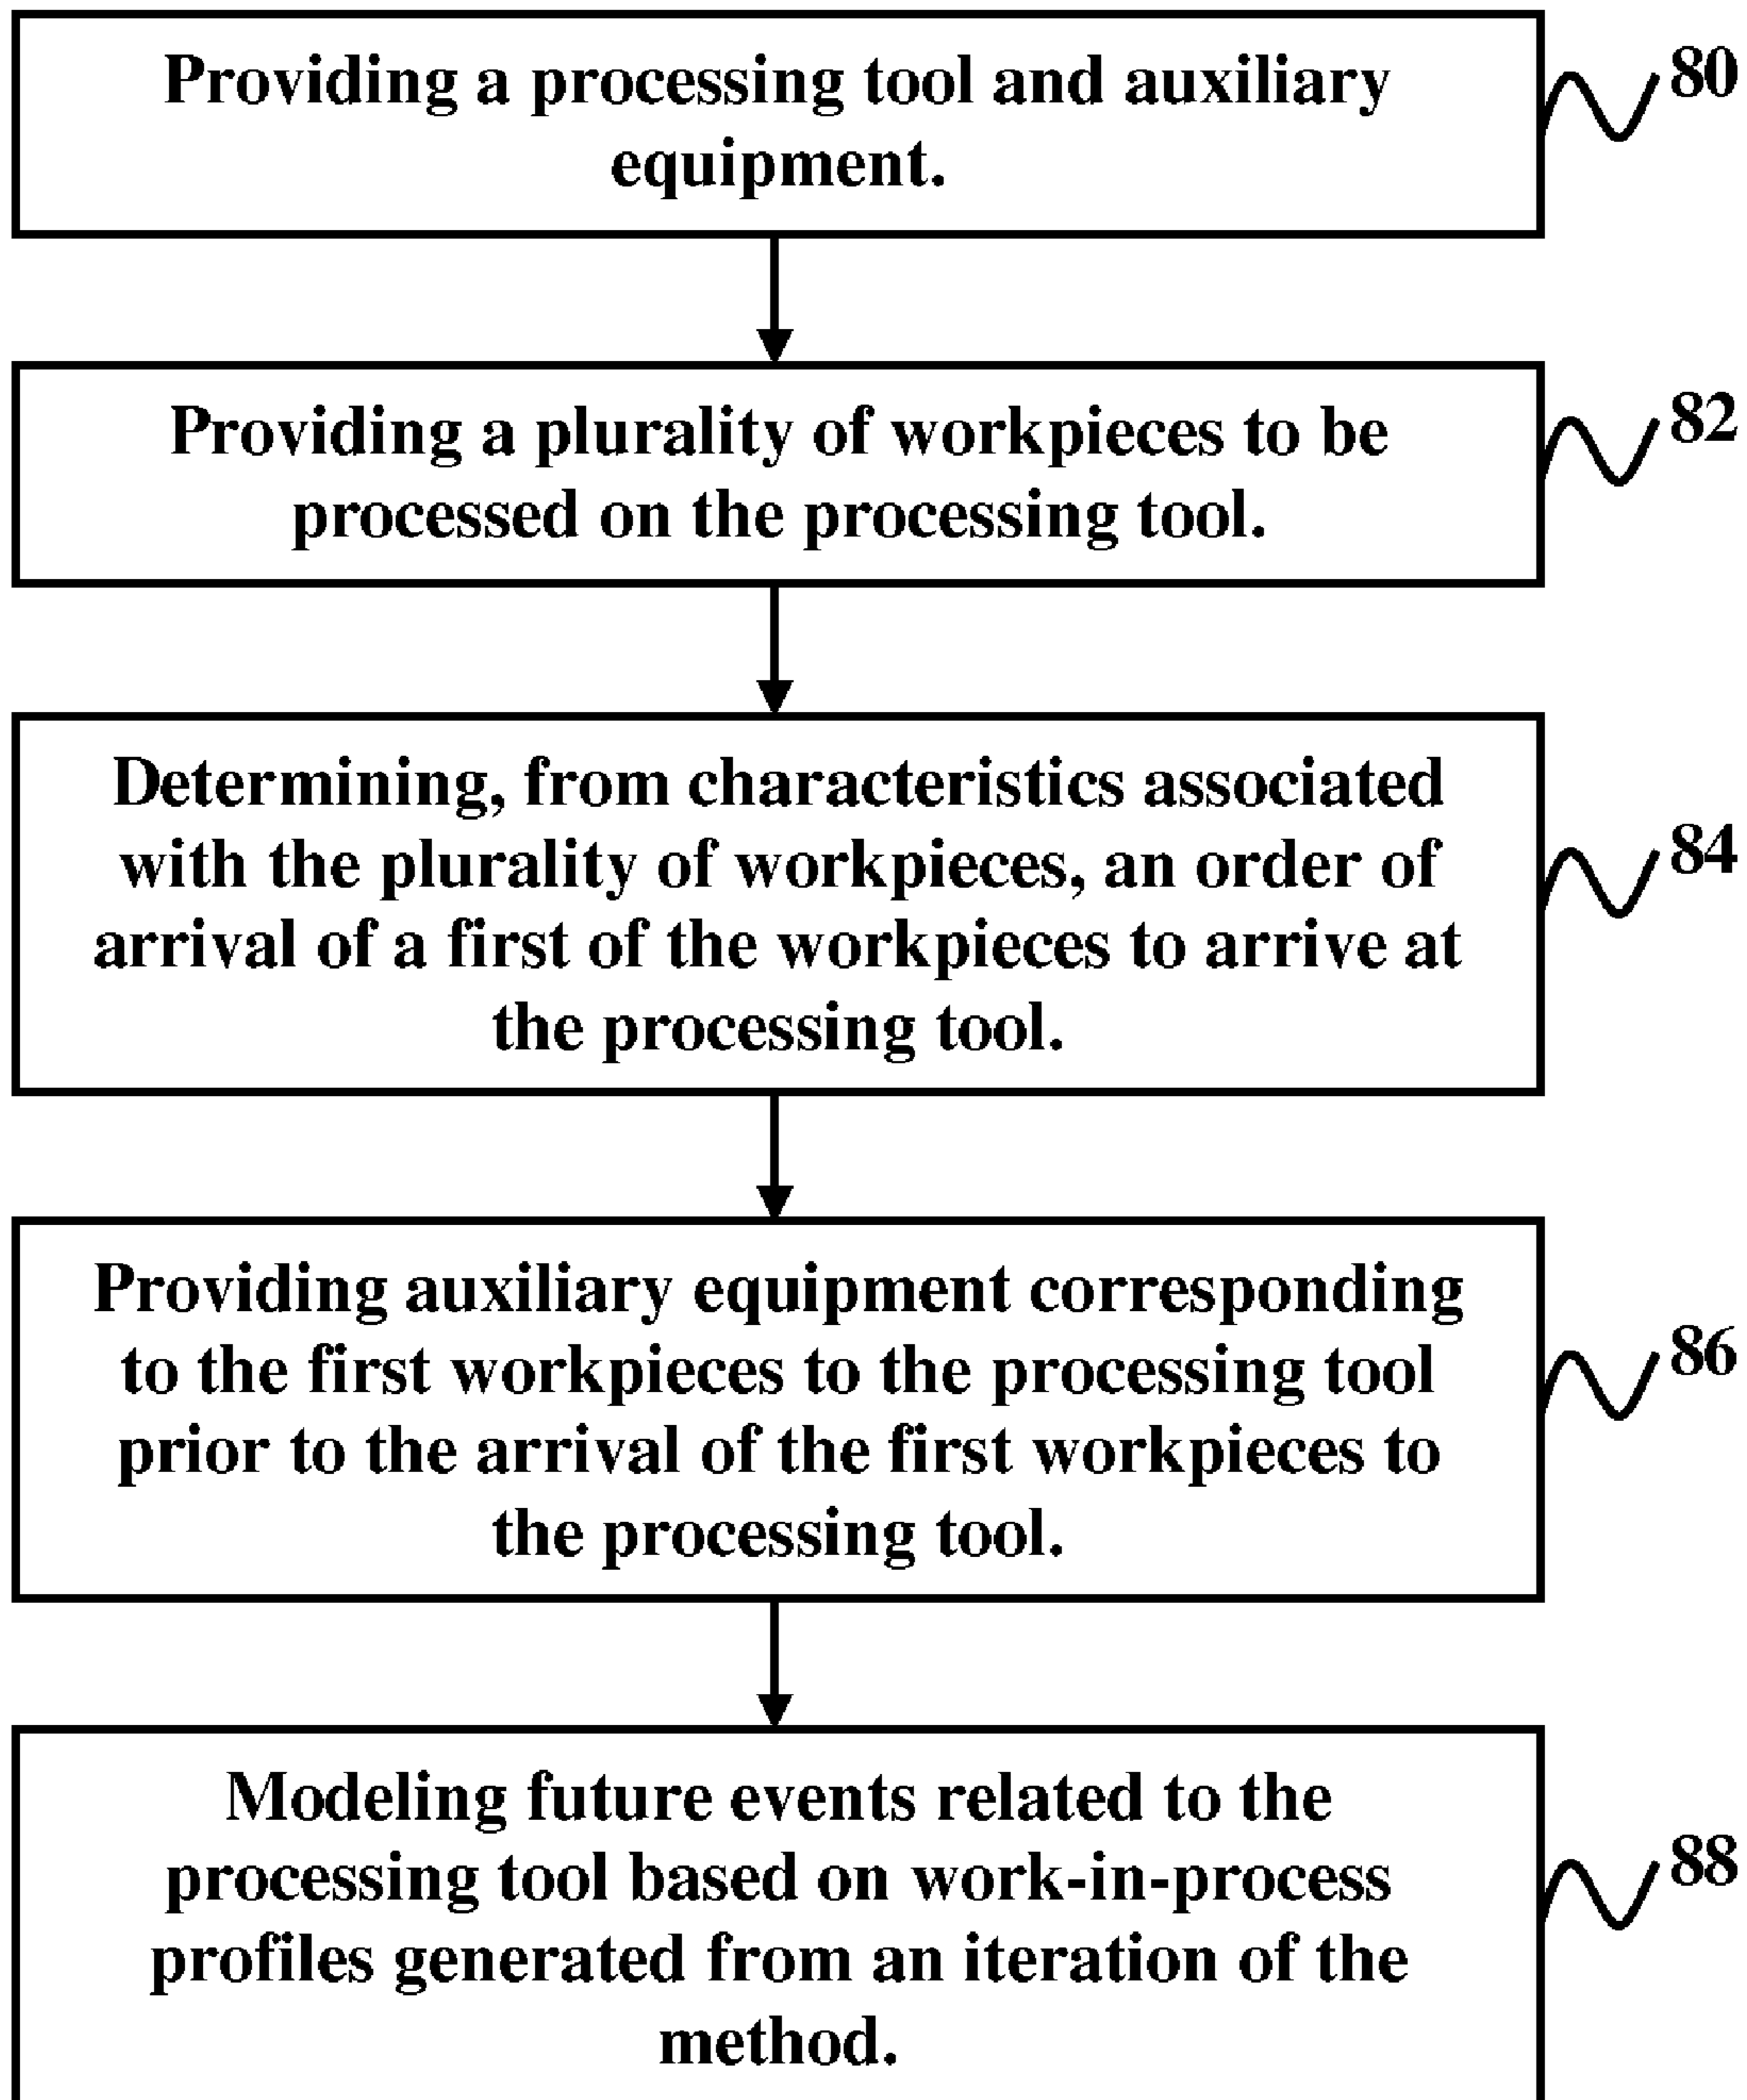 Providing a processing tool and auxiliary
equipment.
80
Providing a plurality of workpieces to be
processed on the processing tool.
82
Determining, from characteristics associated
with the plurality of workpieces, an order of
arrival of a first of the workpieces to arrive at
the processing tool.
84
Providing auxiliary equipment corresponding
to the first workpieces to the processing tool
prior to the arrival of the first workpieces to
the processing tool.
86
Modeling future events related to the
processing tool based on work-in-process
profiles generated from an iteration of the
method.
88